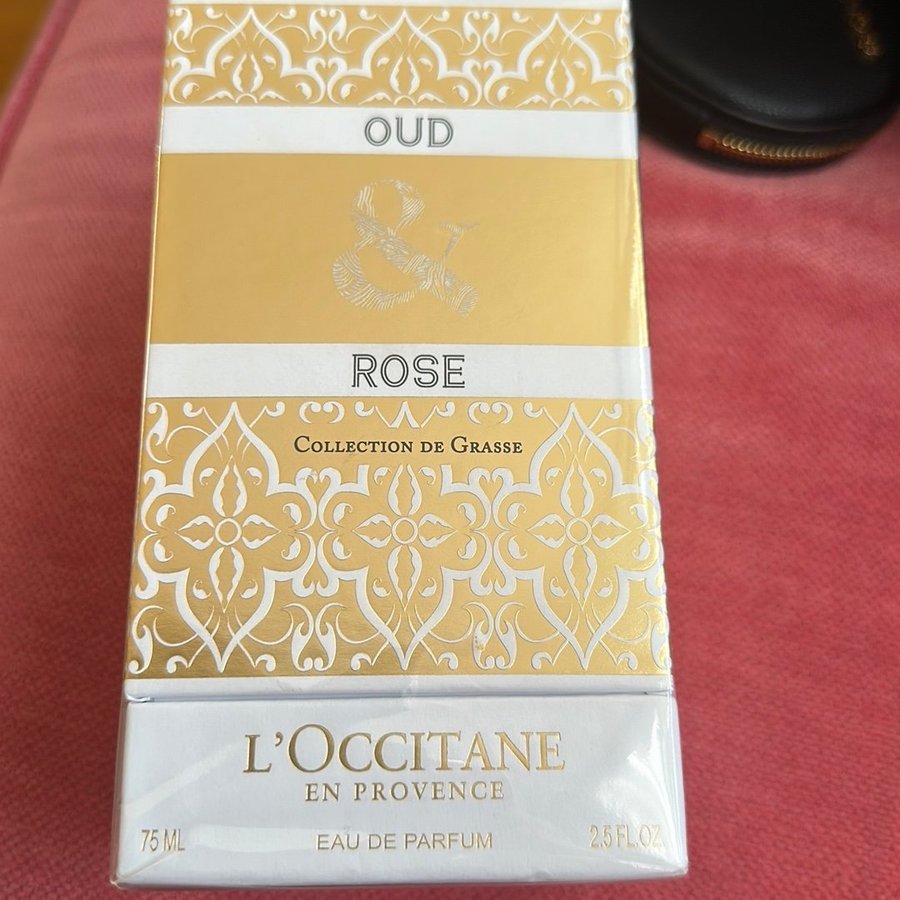 OUD
&
ROSE
COLLECTION DE GRASSE
L'OCCITANE
EN PROVENCE
75 ML EAU DE PARFUM 2.5 FL.OZ.